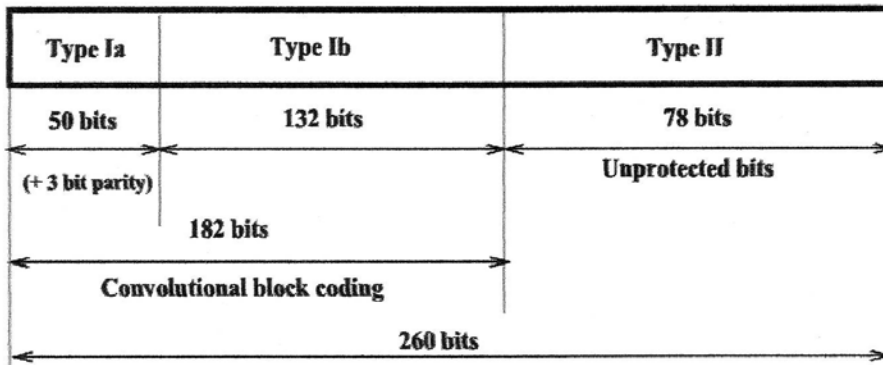 Type Ia Type Ib Type II
50 bits 132 bits 78 bits
(+ 3 bit parity) Unprotected bits
182 bits
Convolutional block coding
260 bits